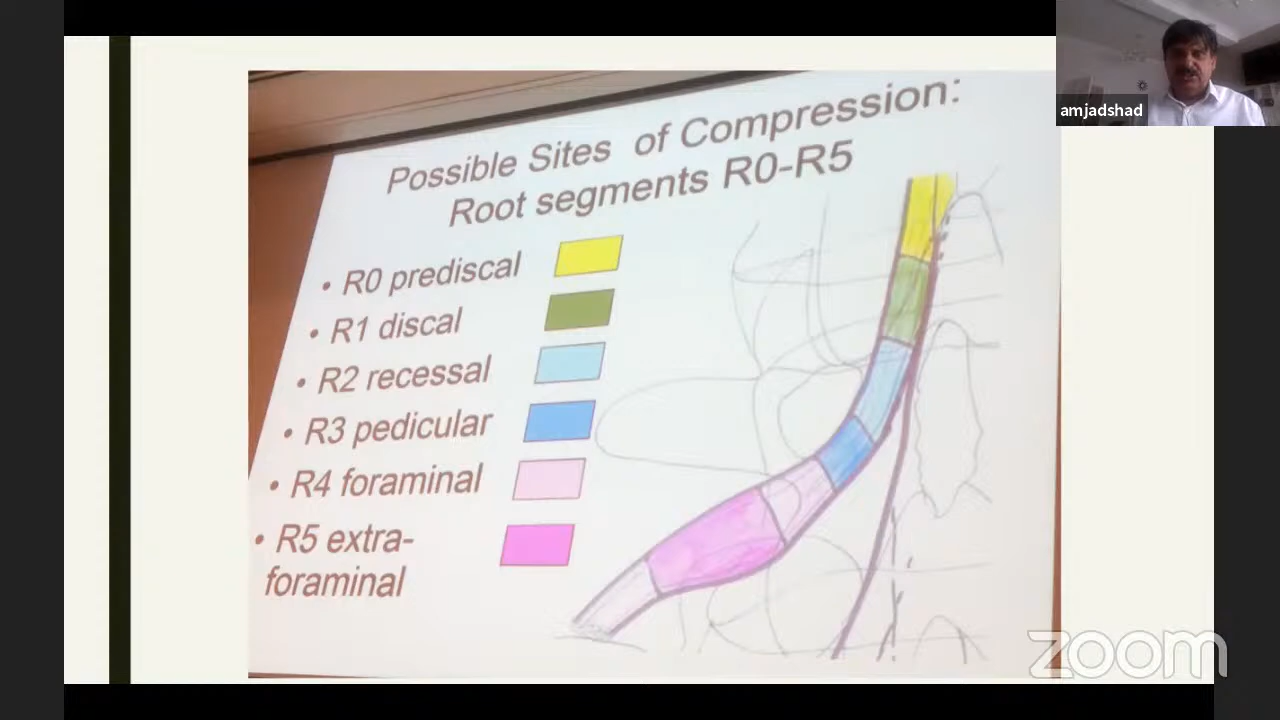 amjadshad
Possible Sites of Compression:
Root segments R0-R5
• R0 prediscal
• R1 discal
• R2 recessal
• R3 pedicular
• R4 foraminal
• R5 extra-
foraminal
zoom